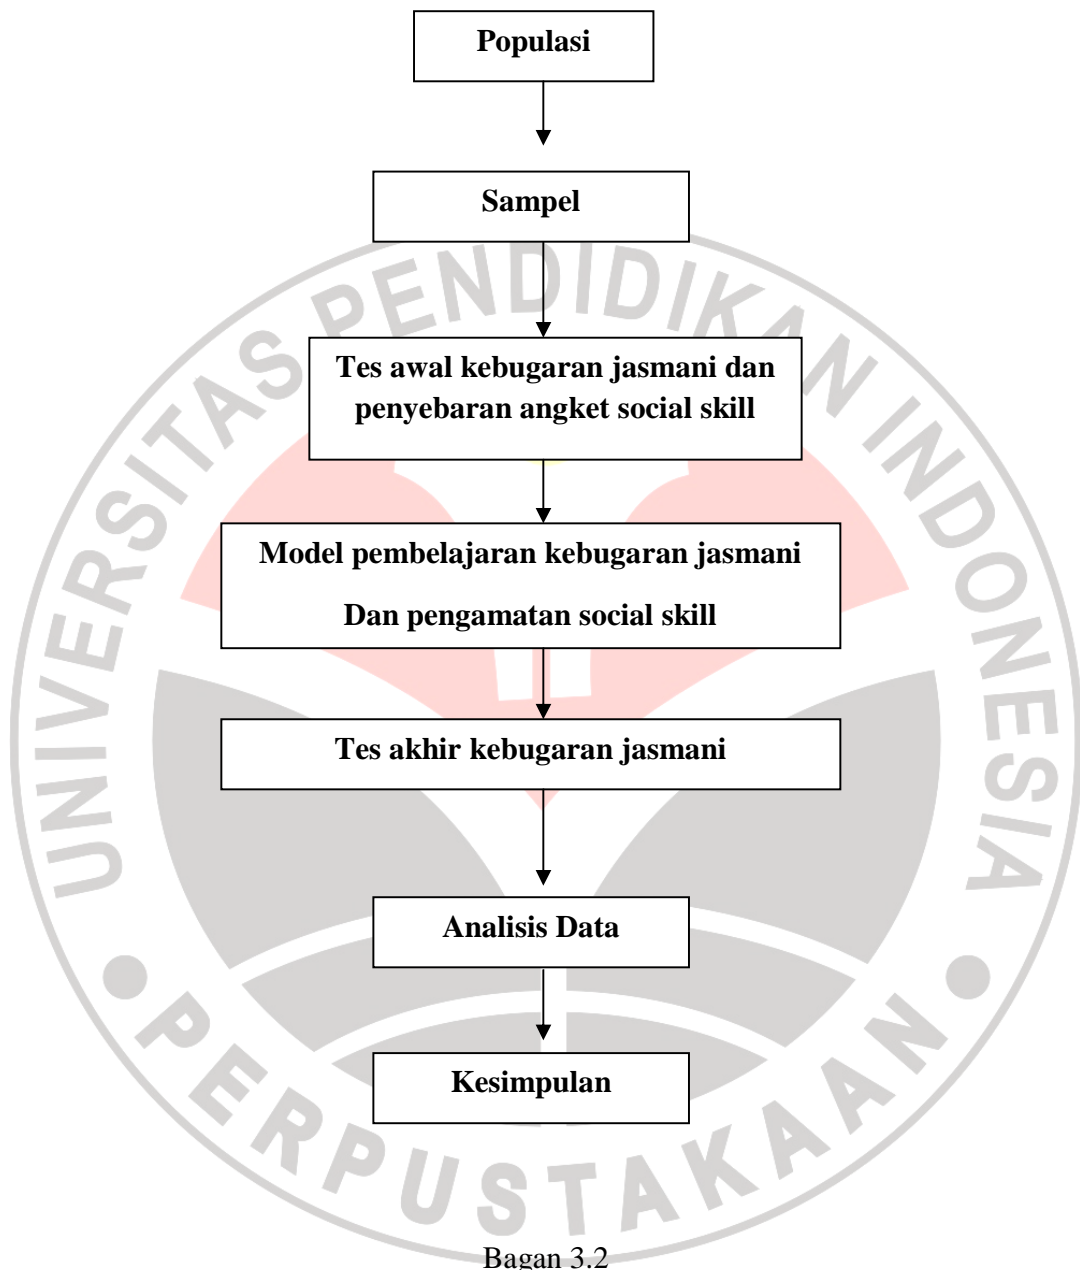 Populasi
Sampel
Tes awal kebugaran jasmani dan
penyebaran angket social skill
Model pembelajaran kebugaran jasmani
Dan pengamatan social skill
Tes akhir kebugaran jasmani
Analisis Data
Kesimpulan
Bagan 3.2
UNIVERSITAS PENDIDIKAN INDONESIA
PERPUSTAKAAN